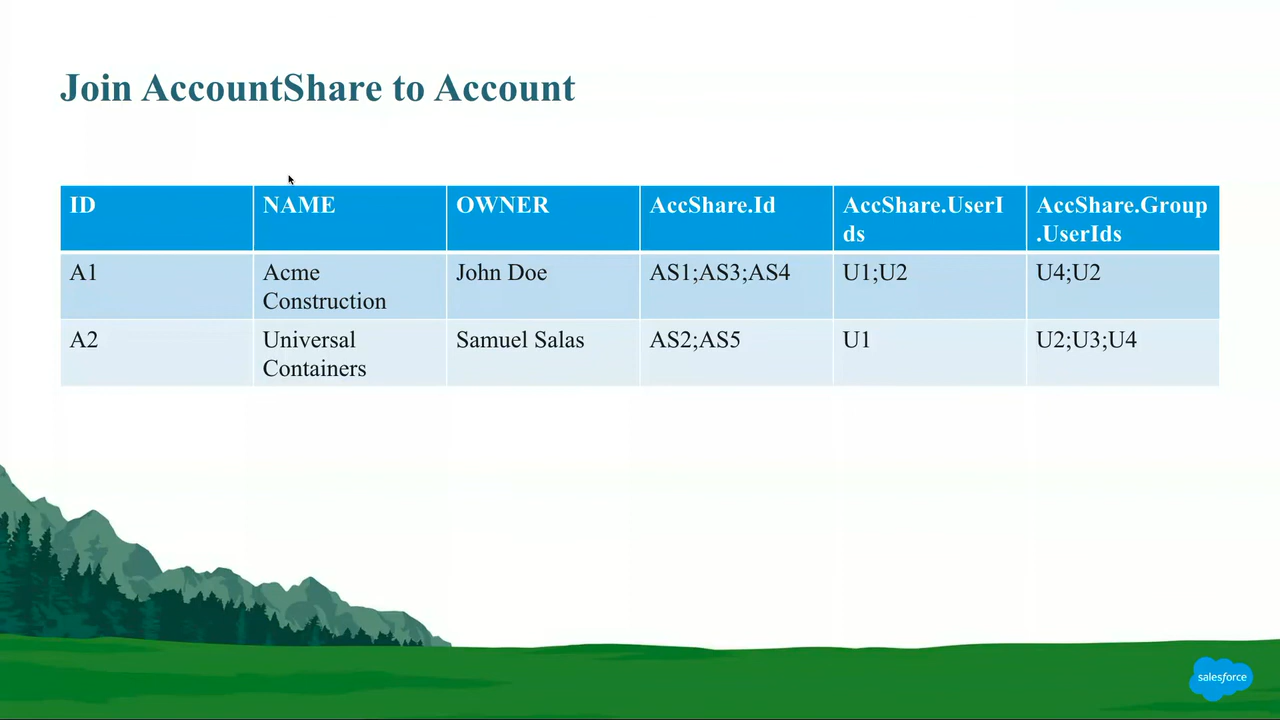 Join AccountShare to Account
ID NAME OWNER AccShare.Id AccShare.UserI
ds AccShare.Group
.UserIds
A1 Acme
Construction John Doe AS1;AS3;AS4 U1;U2 U4;U2
A2 Universal
Containers Samuel Salas AS2;AS5 U1 U2;U3;U4
salesforce